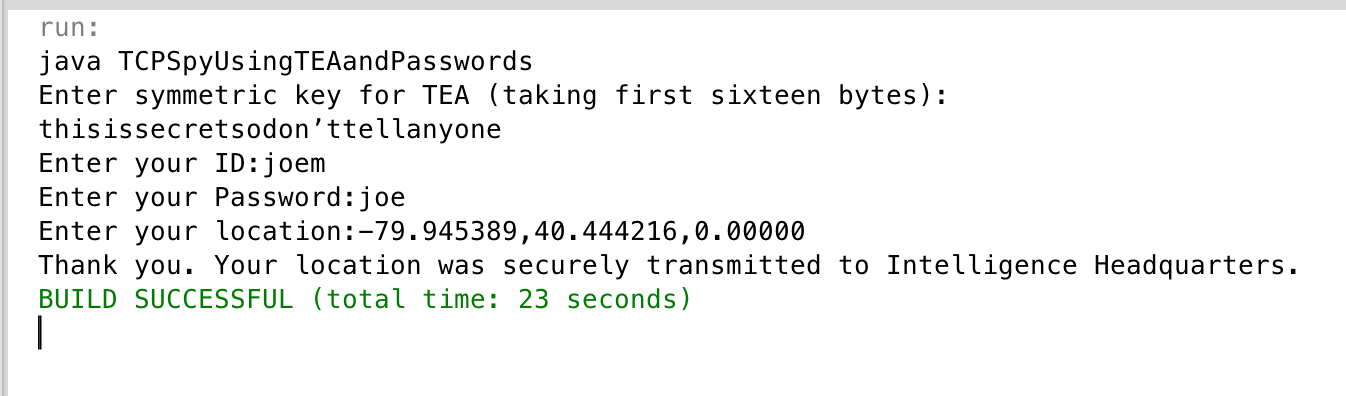 run:
java TCPSpyUsingTEAandPasswords
Enter symmetric key for TEA (taking first sixteen bytes):
thisissecretsodon’ttellanyone
Enter your ID:joem
Enter your Password:joe
Enter your location:−79.945389,40.444216,0.00000
Thank you. Your location was securely transmitted to Intelligence Headquarters.
BUILD SUCCESSFUL (total time: 23 seconds)